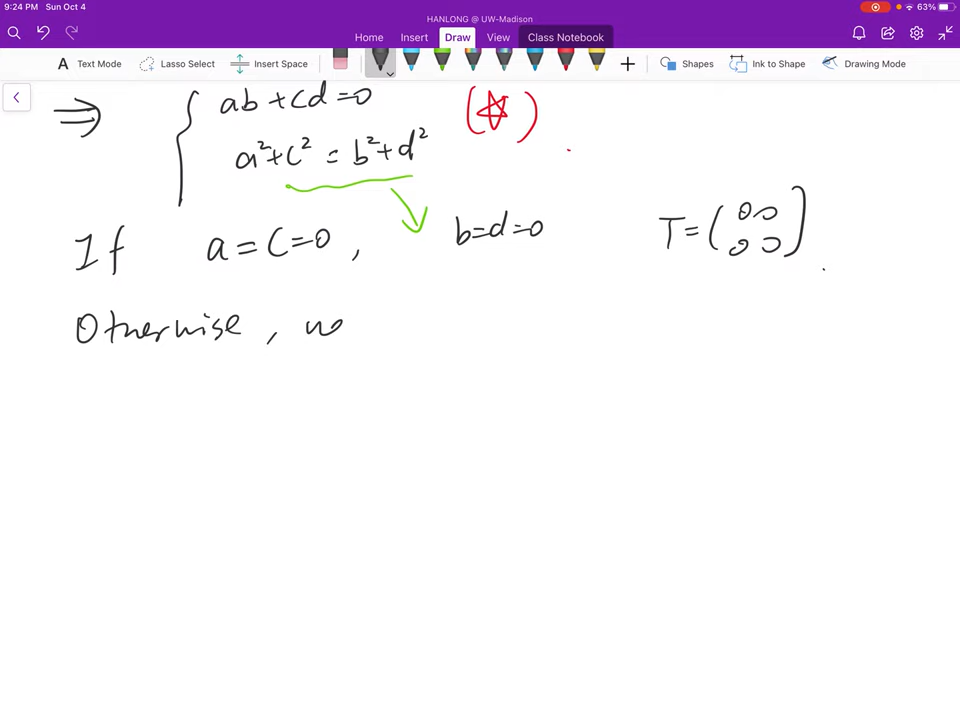 9:24 PM Sun Oct 4
63%
HANLONG @ UW-Madison
Home Insert Draw View Class Notebook
A Text Mode Lasso Select Insert Space Shapes Ink to Shape Drawing Mode
⇒ { ab + cd = 0 (☆)
a² + c² = b² + d²
If a = c = 0, b = d = 0 T = (0 0
0 0).
Otherwise, no